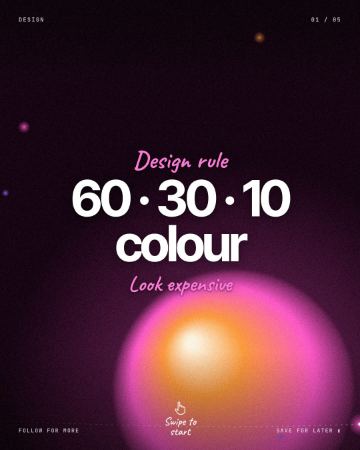 DESIGN
01 / 05
Design rule
60 · 30 · 10
colour
Look expensive
Swipe to
start
FOLLOW FOR MORE
SAVE FOR LATER